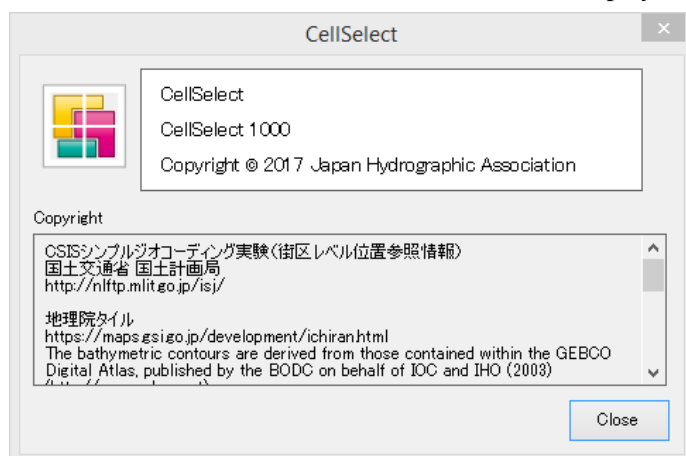 CellSelect
CellSelect
CellSelect 1000
Copyright © 2017 Japan Hydrographic Association
Copyright
CSISシンプルジオコーディング実験(街区レベル位置参照情報)
国土交通省 国土計画局
http://nlftp.mlit.go.jp/isj/
地理院タイル
https://maps.gsi.go.jp/development/ichiran.html
The bathymetric contours are derived from those contained within the GEBCO
Digital Atlas, published by the BODC on behalf of IOC and IHO (2003)
Close